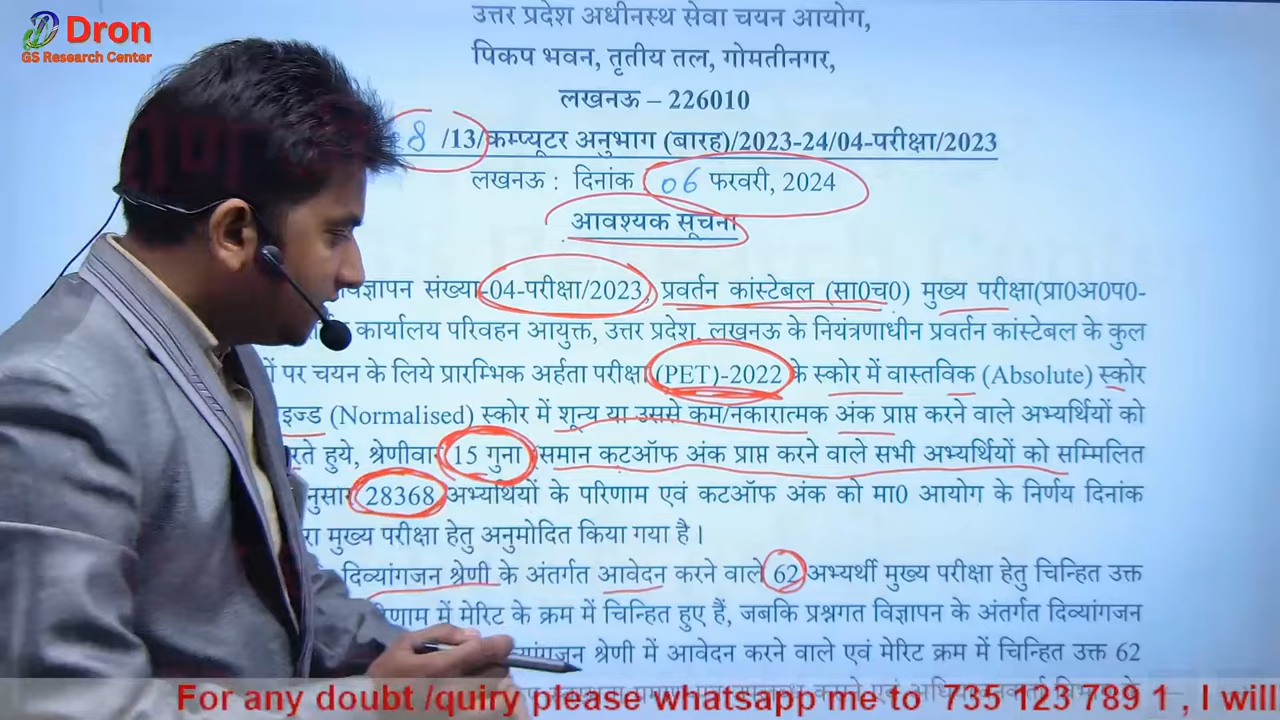 Dron
GS Research Center
उत्तर प्रदेश अधीनस्थ सेवा चयन आयोग,
पिकप भवन, तृतीय तल, गोमतीनगर,
लखनऊ – 226010
8 /13/कम्प्यूटर अनुभाग (बारह)/2023-24/04-परीक्षा/2023
लखनऊ : दिनांक 06 फरवरी, 2024
आवश्यक सूचना
संख्या-04-परीक्षा/2023, प्रवर्तन कांस्टेबल (सा0च0) मुख्य परीक्षा(प्रा0अ0प0-
कार्यालय परिवहन आयुक्त, उत्तर प्रदेश, लखनऊ के नियंत्रणाधीन प्रवर्तन कांस्टेबल के कुल
पर चयन के लिये प्रारम्भिक अर्हता परीक्षा (PET)-2022 के स्कोर में वास्तविक (Absolute) स्कोर
(Normalised) स्कोर में शून्य या उससे कम/नकारात्मक अंक प्राप्त करने वाले अभ्यर्थियों को
हुये, श्रेणीवार 15 गुना समान कटऑफ अंक प्राप्त करने वाले सभी अभ्यर्थियों को सम्मिलित
28368 अभ्यर्थियों के परिणाम एवं कटऑफ अंक को मा0 आयोग के निर्णय दिनांक
मुख्य परीक्षा हेतु अनुमोदित किया गया है ।
दिव्यांगजन श्रेणी के अंतर्गत आवेदन करने वाले 62 अभ्यर्थी मुख्य परीक्षा हेतु चिन्हित उक्त
में मेरिट के क्रम में चिन्हित हुए हैं, जबकि प्रश्नगत विज्ञापन के अंतर्गत दिव्यांगजन
श्रेणी में आवेदन करने वाले एवं मेरिट क्रम में चिन्हित उक्त 62
For any doubt /quiry please whatsapp me to 735 123 789 1 , I will